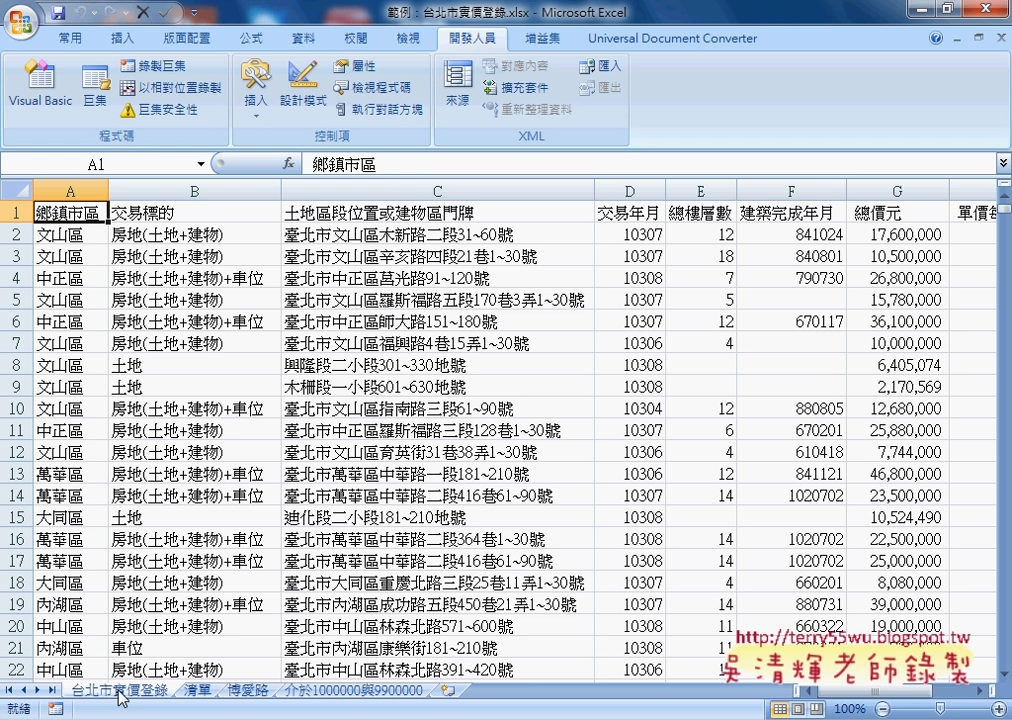 範例：台北市實價登錄.xlsx - Microsoft Excel
常用 插入 版面配置 公式 資料 校閱 檢視 開發人員 增益集 Universal Document Converter
Visual Basic 巨集 錄製巨集 以相對位置錄製 巨集安全性 程式碼
插入 設計模式 屬性 檢視程式碼 執行對話方塊 控制項
來源 對應內容 擴充套件 重新整理資料 匯入 匯出 XML
A1 fx 鄉鎮市區
A B C D E F G
1 鄉鎮市區 交易標的 土地區段位置或建物區門牌 交易年月 總樓層數 建築完成年月 總價元 單價每
2 文山區 房地(土地+建物) 臺北市文山區木新路二段31~60號 10307 12 841024 17,600,000
3 文山區 房地(土地+建物) 臺北市文山區辛亥路四段21巷1~30號 10307 18 840801 10,500,000
4 中正區 房地(土地+建物)+車位 臺北市中正區莒光路91~120號 10308 7 790730 26,800,000
5 文山區 房地(土地+建物) 臺北市文山區羅斯福路五段170巷3弄1~30號 10307 5 15,780,000
6 中正區 房地(土地+建物)+車位 臺北市中正區師大路151~180號 10307 12 670117 36,100,000
7 文山區 房地(土地+建物) 臺北市文山區福興路4巷15弄1~30號 10306 4 10,000,000
8 文山區 土地 興隆段二小段301~330地號 10308 6,405,074
9 文山區 土地 木柵段一小段601~630地號 10308 2,170,569
10 文山區 房地(土地+建物)+車位 臺北市文山區指南路三段61~90號 10304 12 880805 12,680,000
11 中正區 房地(土地+建物) 臺北市中正區羅斯福路三段128巷1~30號 10307 6 670201 25,880,000
12 文山區 房地(土地+建物) 臺北市文山區育英街31巷38弄1~30號 10306 4 610418 7,744,000
13 萬華區 房地(土地+建物)+車位 臺北市萬華區中華路一段181~210號 10306 12 841121 46,800,000
14 萬華區 房地(土地+建物)+車位 臺北市萬華區中華路二段416巷61~90號 10307 14 1020702 23,500,000
15 大同區 土地 迪化段二小段181~210地號 10308 10,524,490
16 萬華區 房地(土地+建物)+車位 臺北市萬華區中華路二段364巷1~30號 10308 14 1020702 22,500,000
17 萬華區 房地(土地+建物)+車位 臺北市萬華區中華路二段416巷61~90號 10308 14 1020702 25,000,000
18 大同區 房地(土地+建物) 臺北市大同區重慶北路三段25巷11弄1~30號 10307 4 660201 8,080,000
19 內湖區 房地(土地+建物)+車位 臺北市內湖區成功路五段450巷21弄1~30號 10307 14 880731 39,000,000
20 中山區 房地(土地+建物) 臺北市中山區林森北路571~600號 10308 11 660322 19,000,000
21 內湖區 車位 臺北市內湖區康樂街181~210號 10308
22 中山區 房地(土地+建物)+車位 臺北市中山區林森北路391~420號 10306
http://terry55wu.blogspot.tw
吳清輝老師錄製
台北市實價登錄 清單 博愛路 介於1000000與9900000
就緒 100%